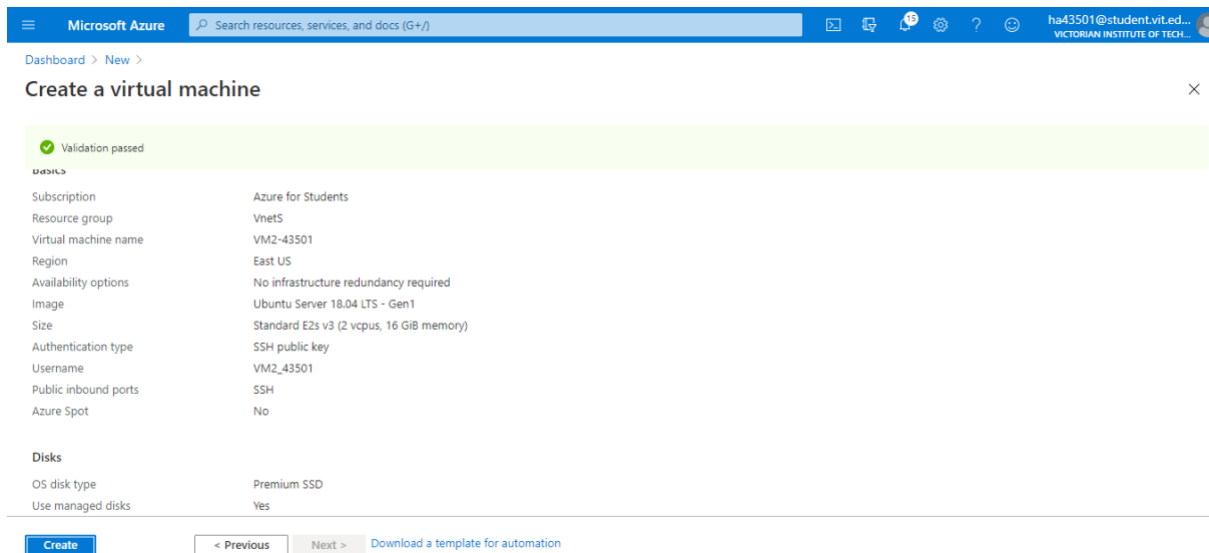 Microsoft Azure Search resources, services, and docs (G+/) 15 ha43501@student.vit.ed...
VICTORIAN INSTITUTE OF TECH...
Dashboard > New >
Create a virtual machine
Validation passed
Basics
Subscription Azure for Students
Resource group VnetS
Virtual machine name VM2-43501
Region East US
Availability options No infrastructure redundancy required
Image Ubuntu Server 18.04 LTS - Gen1
Size Standard E2s v3 (2 vcpus, 16 GiB memory)
Authentication type SSH public key
Username VM2_43501
Public inbound ports SSH
Azure Spot No
Disks
OS disk type Premium SSD
Use managed disks Yes
Create < Previous Next > Download a template for automation